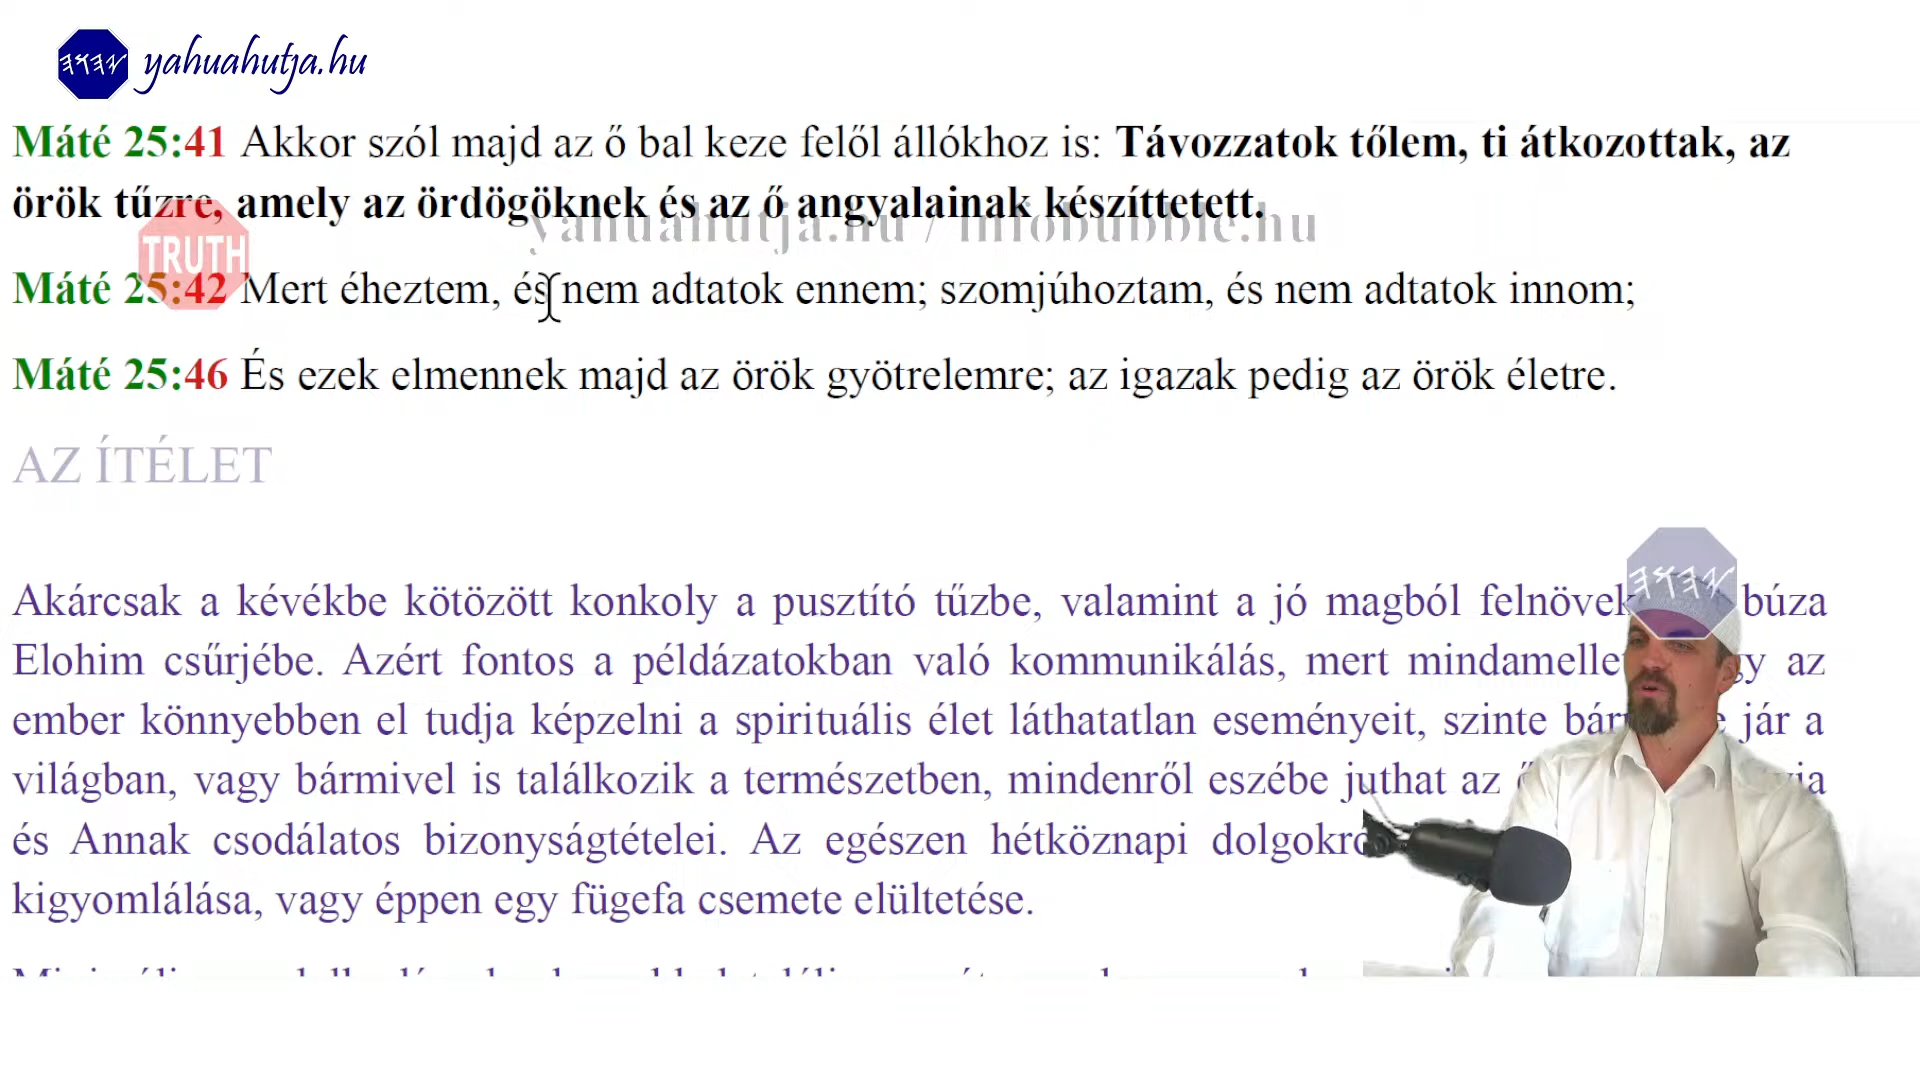 yahuahutja.hu
Máté 25:41 Akkor szól majd az ő bal keze felől állókhoz is: Távozzatok tőlem, ti átkozottak, az
örök tűzre, amely az ördögöknek és az ő angyalainak készíttetett.
yahuahutja.hu / infobubble.hu
TRUTH
Máté 25:42 Mert éheztem, és nem adtatok ennem; szomjúhoztam, és nem adtatok innom;
Máté 25:46 És ezek elmennek majd az örök gyötrelemre; az igazak pedig az örök életre.
AZ ÍTÉLET
Akárcsak a kévékbe kötözött konkoly a pusztító tűzbe, valamint a jó magból felnövek búza
Elohim csűrjébe. Azért fontos a példázatokban való kommunikálás, mert az
ember könnyebben el tudja képzelni a spirituális élet láthatatlan eseményeit, szinte jár a
világban, vagy bármivel is találkozik a természetben, mindenről eszébe juthat az
és Annak csodálatos bizonyságtételei. Az egészen hétköznapi
kigyomlálása, vagy éppen egy fügefa csemete elültetése.